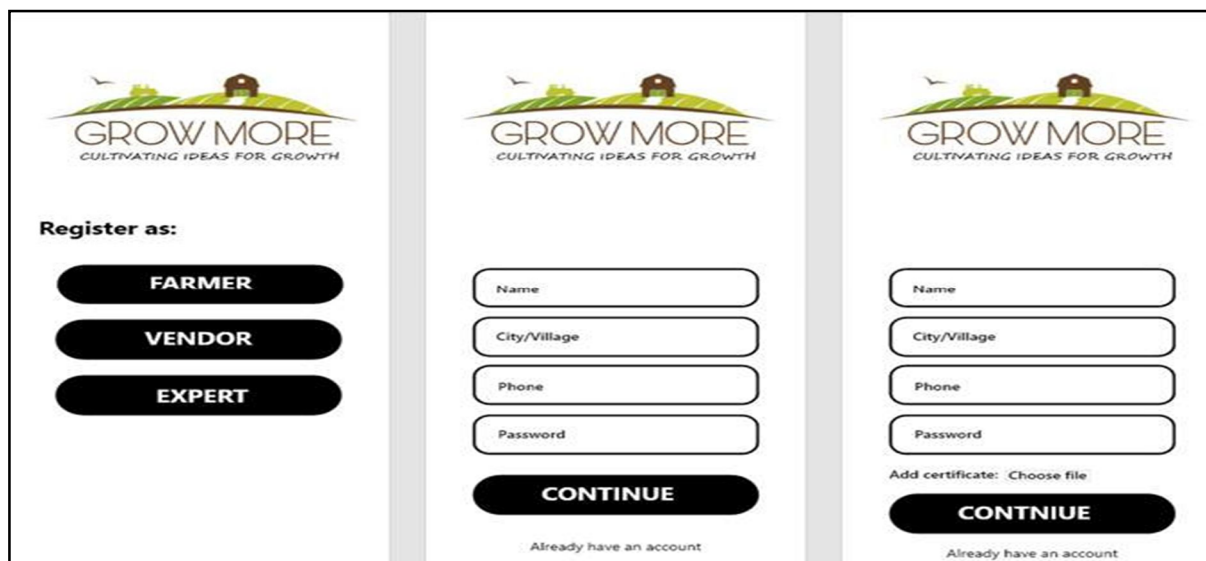 GROW MORE
CULTIVATING IDEAS FOR GROWTH
Register as:
FARMER
VENDOR
EXPERT
GROW MORE
CULTIVATING IDEAS FOR GROWTH
Name
City/Village
Phone
Password
CONTINUE
Already have an account
GROW MORE
CULTIVATING IDEAS FOR GROWTH
Name
City/Village
Phone
Password
Add certificate: Choose file
CONTNIUE
Already have an account